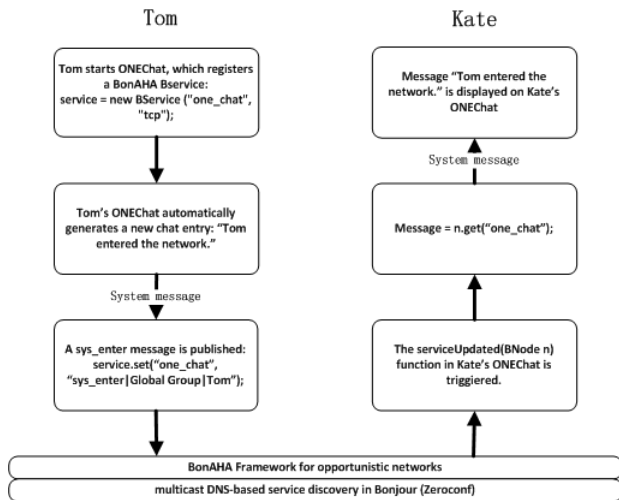 Tom
Tom starts ONEChat, which registers
a BonAHA Bservice:
service = new BService ("one_chat",
"tcp");
Tom's ONEChat automatically
generates a new chat entry: "Tom
entered the network."
System message
A sys_enter message is published:
service.set("one_chat",
"sys_enter|Global Group|Tom");
Kate
Message "Tom entered the
network." is displayed on Kate's
ONEChat
System message
Message = n.get("one_chat");
The serviceUpdated(BNode n)
function in Kate's ONEChat is
triggiered.
BonAHA Framework for opportunistic networks
multicast DNS-based service discovery in Bonjour (Zeroconf)